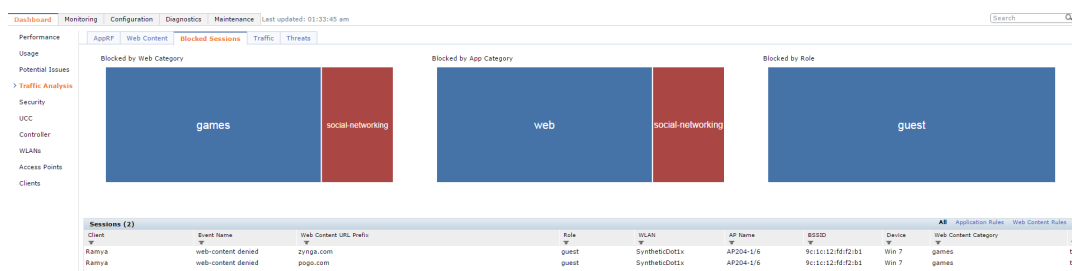 Dashboard Monitoring Configuration Diagnostics Maintenance Last updated: 01:33:45 am Search
Performance
Usage
Potential Issues
> Traffic Analysis
Security
UCC
Controller
WLANs
Access Points
Clients
AppRF Web Content Blocked Sessions Traffic Threats
Blocked by Web Category Blocked by App Category Blocked by Role
games social-networking web social-networking guest
Sessions (2) All Application Rules Web Content Rules
Client Event Name Web Content URL Prefix Role WLAN AP Name BSSID Device Web Content Category
Ramya web-content denied zynga.com guest SyntheticDot1x AP204-1/6 9c:1c:12:fd:f2:b1 Win 7 games
Ramya web-content denied pogo.com guest SyntheticDot1x AP204-1/6 9c:1c:12:fd:f2:b1 Win 7 games